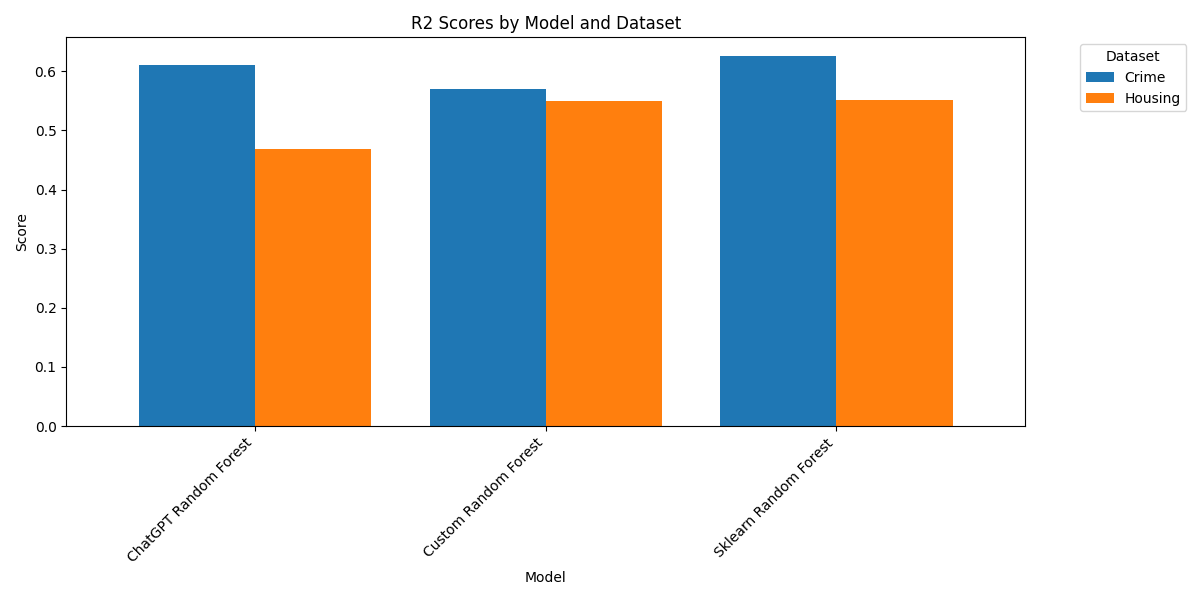 R2 Scores by Model and Dataset
Dataset
Crime
Housing
Score
0.6
0.5
0.4
0.3
0.2
0.1
0.0
ChatGPT Random Forest
Custom Random Forest
Sklearn Random Forest
Model